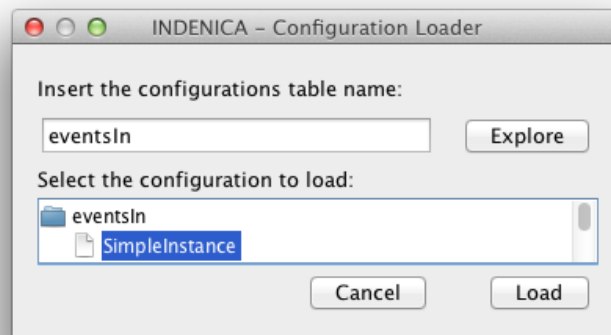 INDENICA – Configuration Loader
Insert the configurations table name:
eventsIn
Explore
Select the configuration to load:
eventsIn
SimpleInstance
Cancel
Load